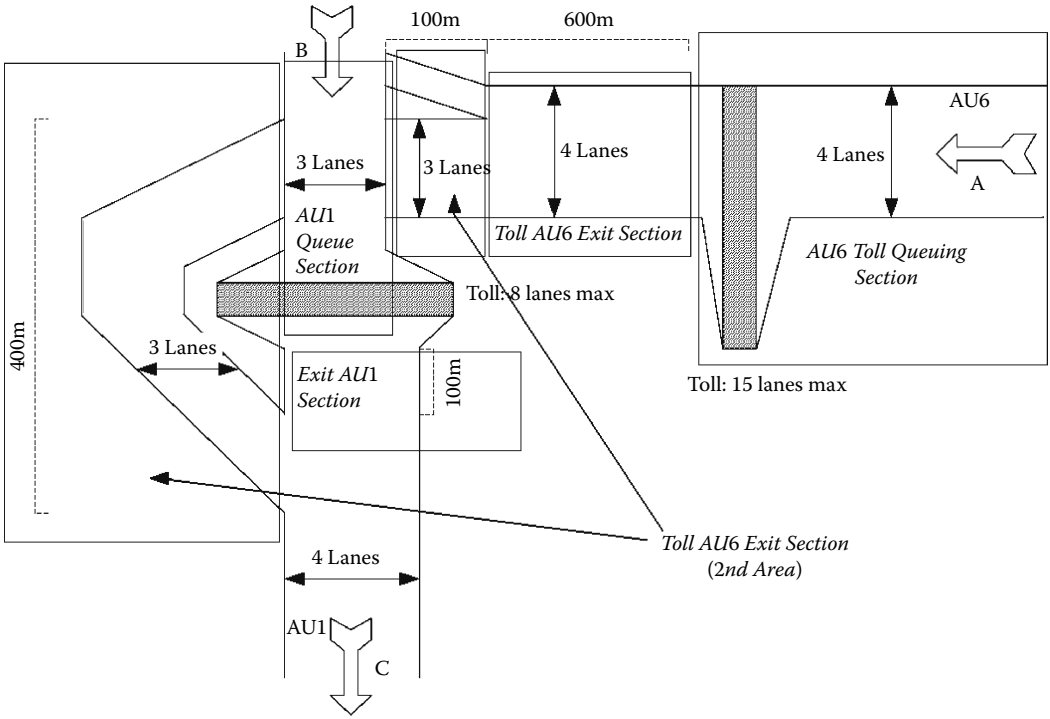 100m
600m
B
AU6
3 Lanes
3 Lanes
4 Lanes
4 Lanes
A
AU1
Queue
Section
Toll AU6 Exit Section
AU6 Toll Queuing
Section
Toll: 8 lanes max
400m
3 Lanes
Exit AU1
Section
100m
Toll: 15 lanes max
Toll AU6 Exit Section
(2nd Area)
4 Lanes
AU1
C